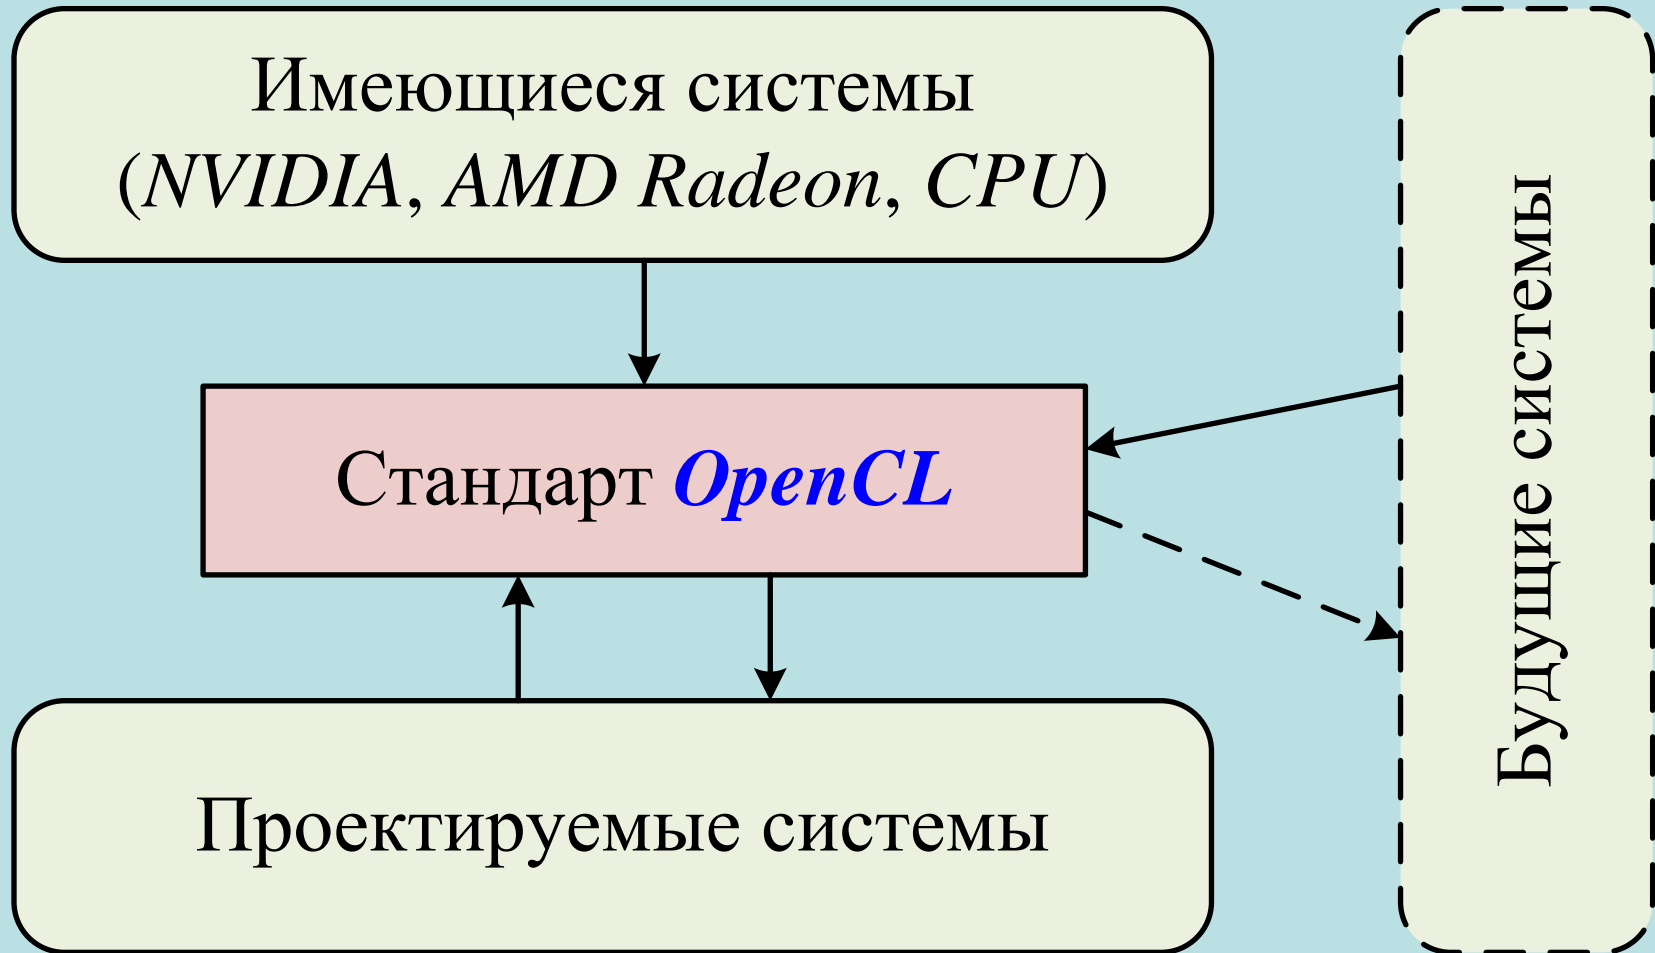 Имеющиеся системы
(NVIDIA, AMD Radeon, CPU)
Стандарт OpenCL
Проектируемые системы
Будущие системы